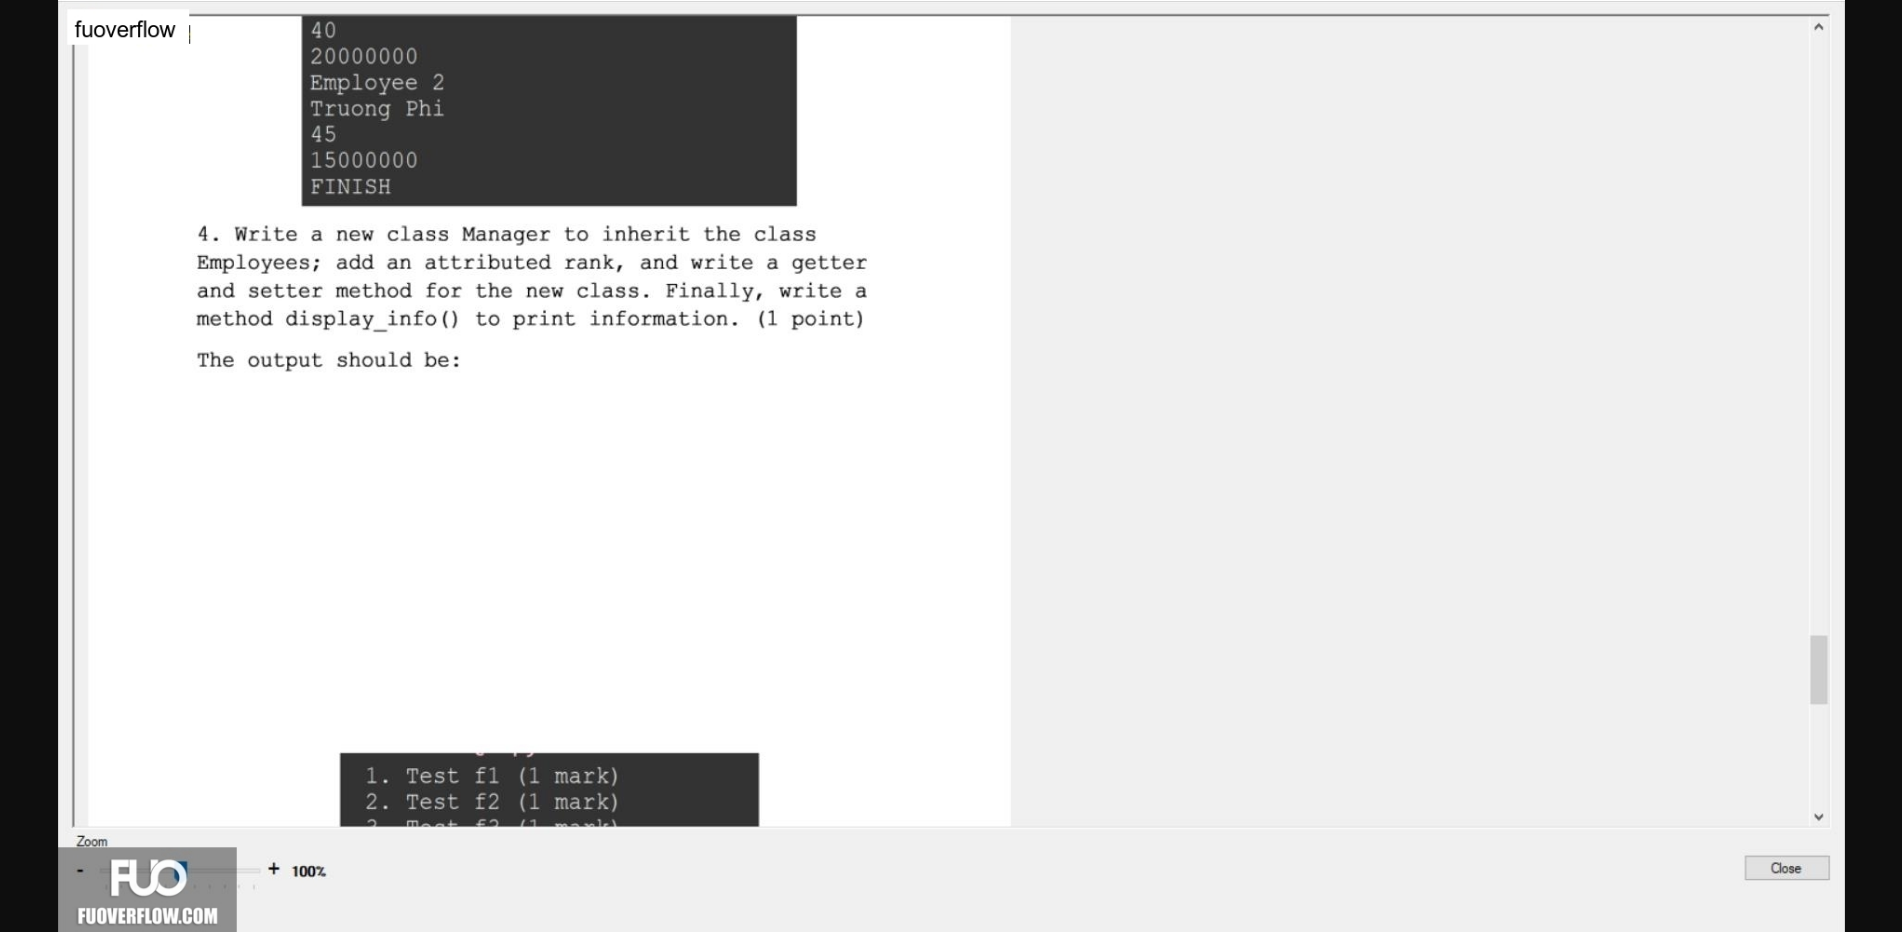 fuoverflow
40
20000000
Employee 2
Truong Phi
45
15000000
FINISH
4. Write a new class Manager to inherit the class
Employees; add an attributed rank, and write a getter
and setter method for the new class. Finally, write a
method display_info() to print information. (1 point)
The output should be:
1. Test f1 (1 mark)
2. Test f2 (1 mark)
Zoom
- + 100%
Close
FUO
FUOVERFLOW.COM